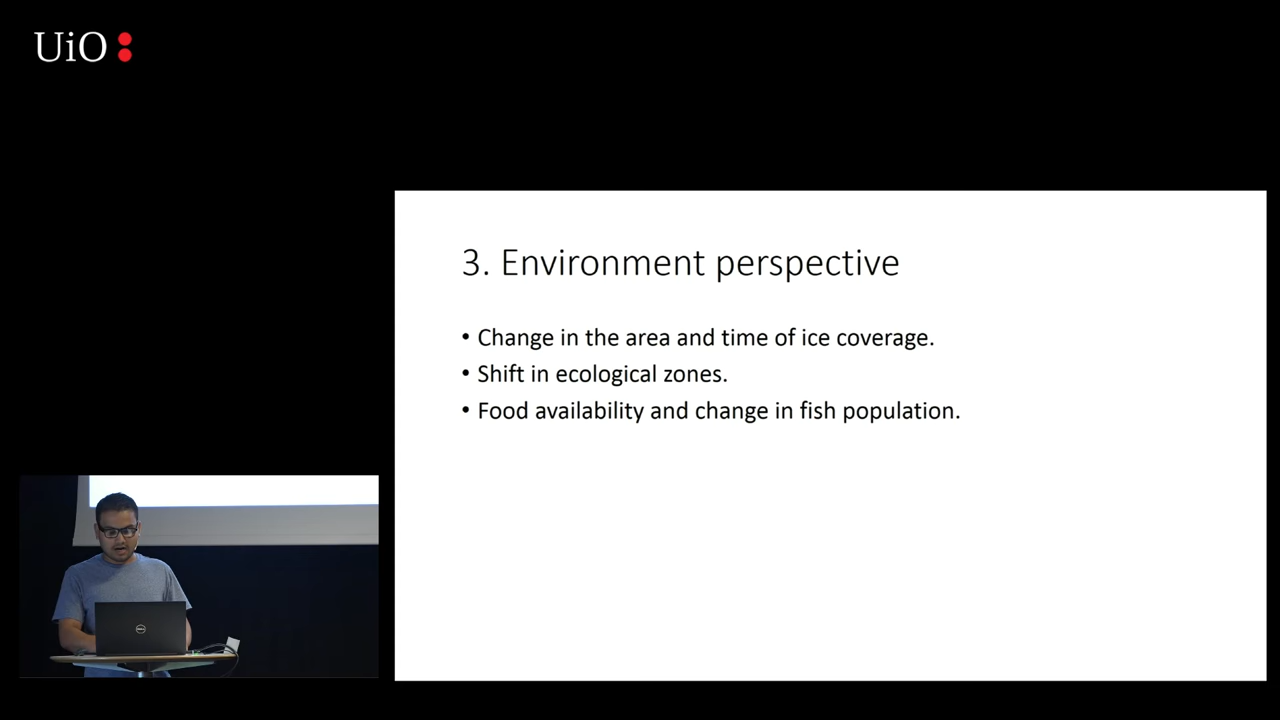 UiO
3. Environment perspective
• Change in the area and time of ice coverage.
• Shift in ecological zones.
• Food availability and change in fish population.